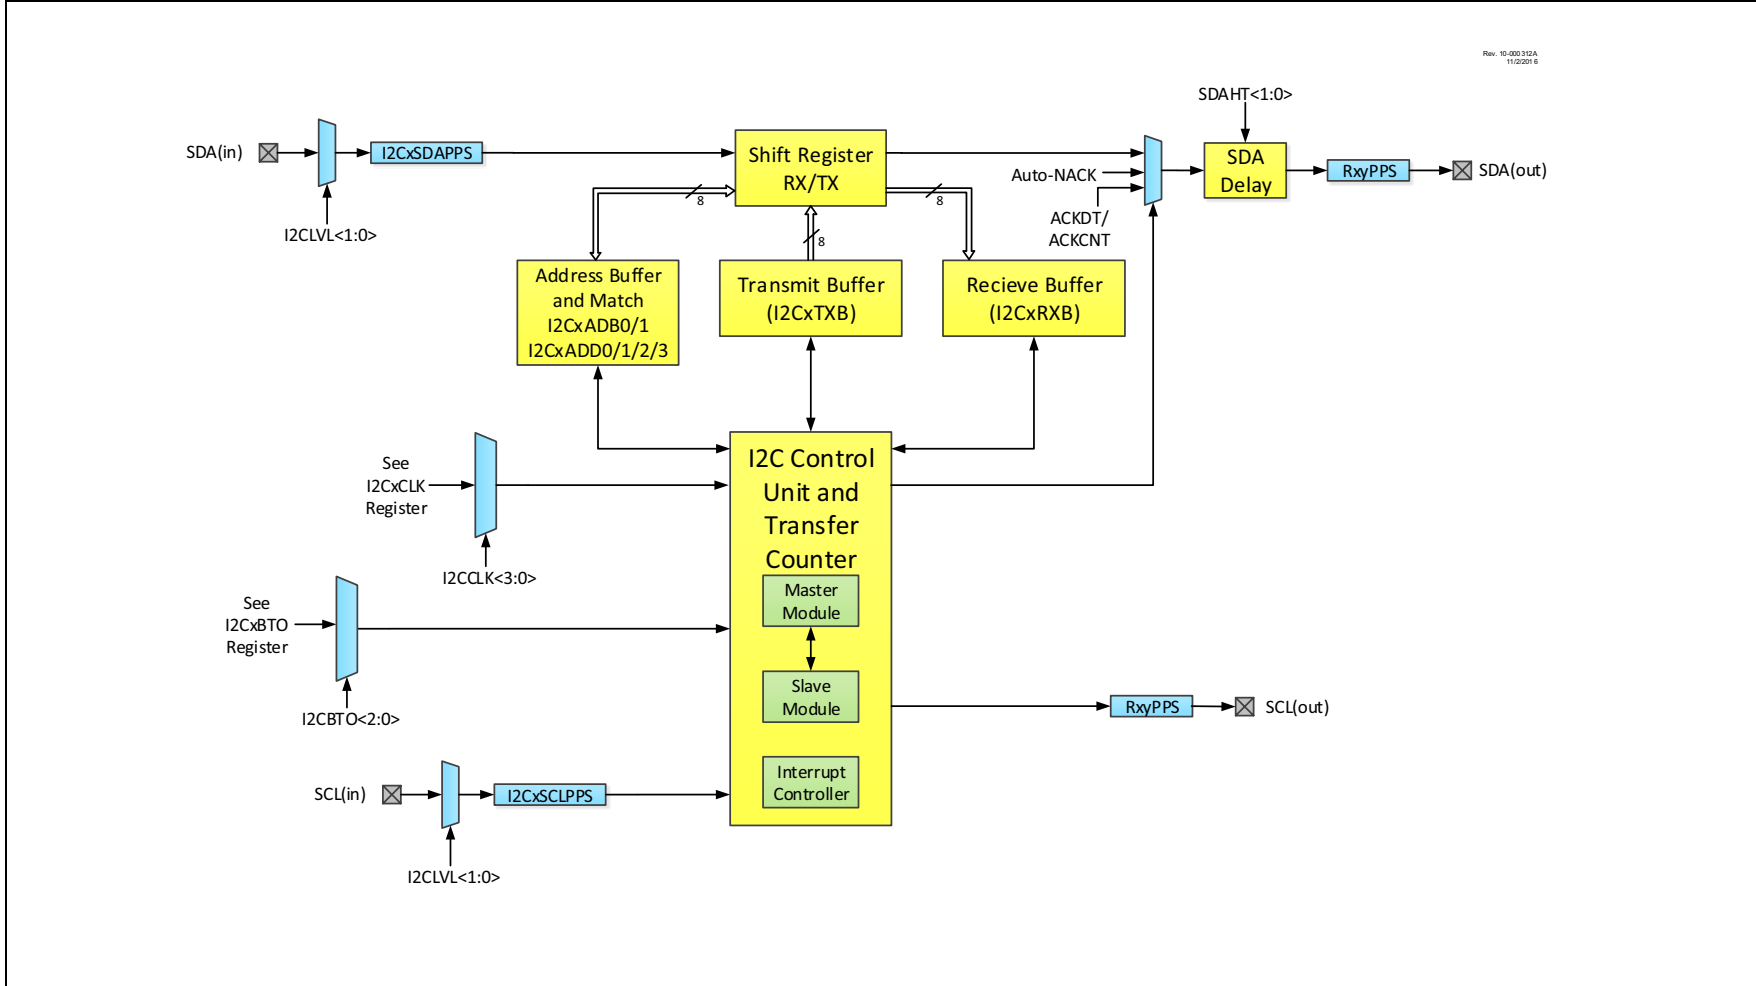 Rev. 10-000312A
11/2/2016
SDAHT<1:0>
SDA(in)
I2CxSDAPPS
Shift Register
RX/TX
Auto-NACK
SDA
Delay
RxyPPS
SDA(out)
8
8
I2CLVL<1:0>
ACKDT/
ACKCNT
8
Address Buffer
and Match
I2CxADB0/1
I2CxADD0/1/2/3
Transmit Buffer
(I2CxTXB)
Recieve Buffer
(I2CxRXB)
See
I2CxCLK
Register
I2C Control
Unit and
Transfer
Counter
I2CCLK<3:0>
Master
Module
See
I2CxBTO
Register
Slave
Module
I2CBTO<2:0>
RxyPPS
SCL(out)
SCL(in)
I2CxSCLPPS
Interrupt
Controller
I2CLVL<1:0>